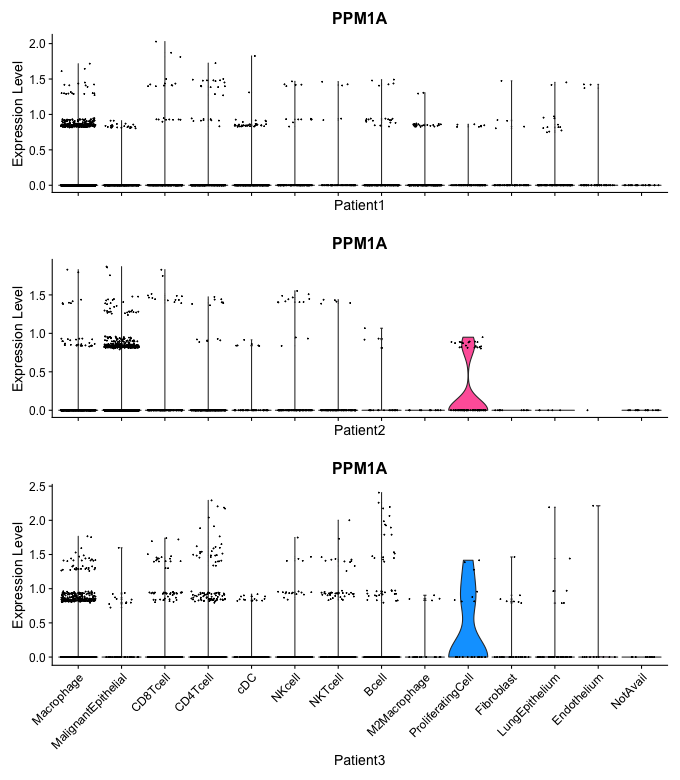 PPM1A
Expression Level
2.0
1.5
1.0
0.5
0.0
Patient1
PPM1A
Expression Level
1.5
1.0
0.5
0.0
Patient2
PPM1A
Expression Level
2.5
2.0
1.5
1.0
0.5
0.0
Macrophage
MalignantEpithelial
CD8Tcell
CD4Tcell
cDC
NKcell
NKTcell
Bcell
M2Macrophage
ProliferatingCell
Fibroblast
LungEpithelium
Endothelium
NotAvail
Patient3